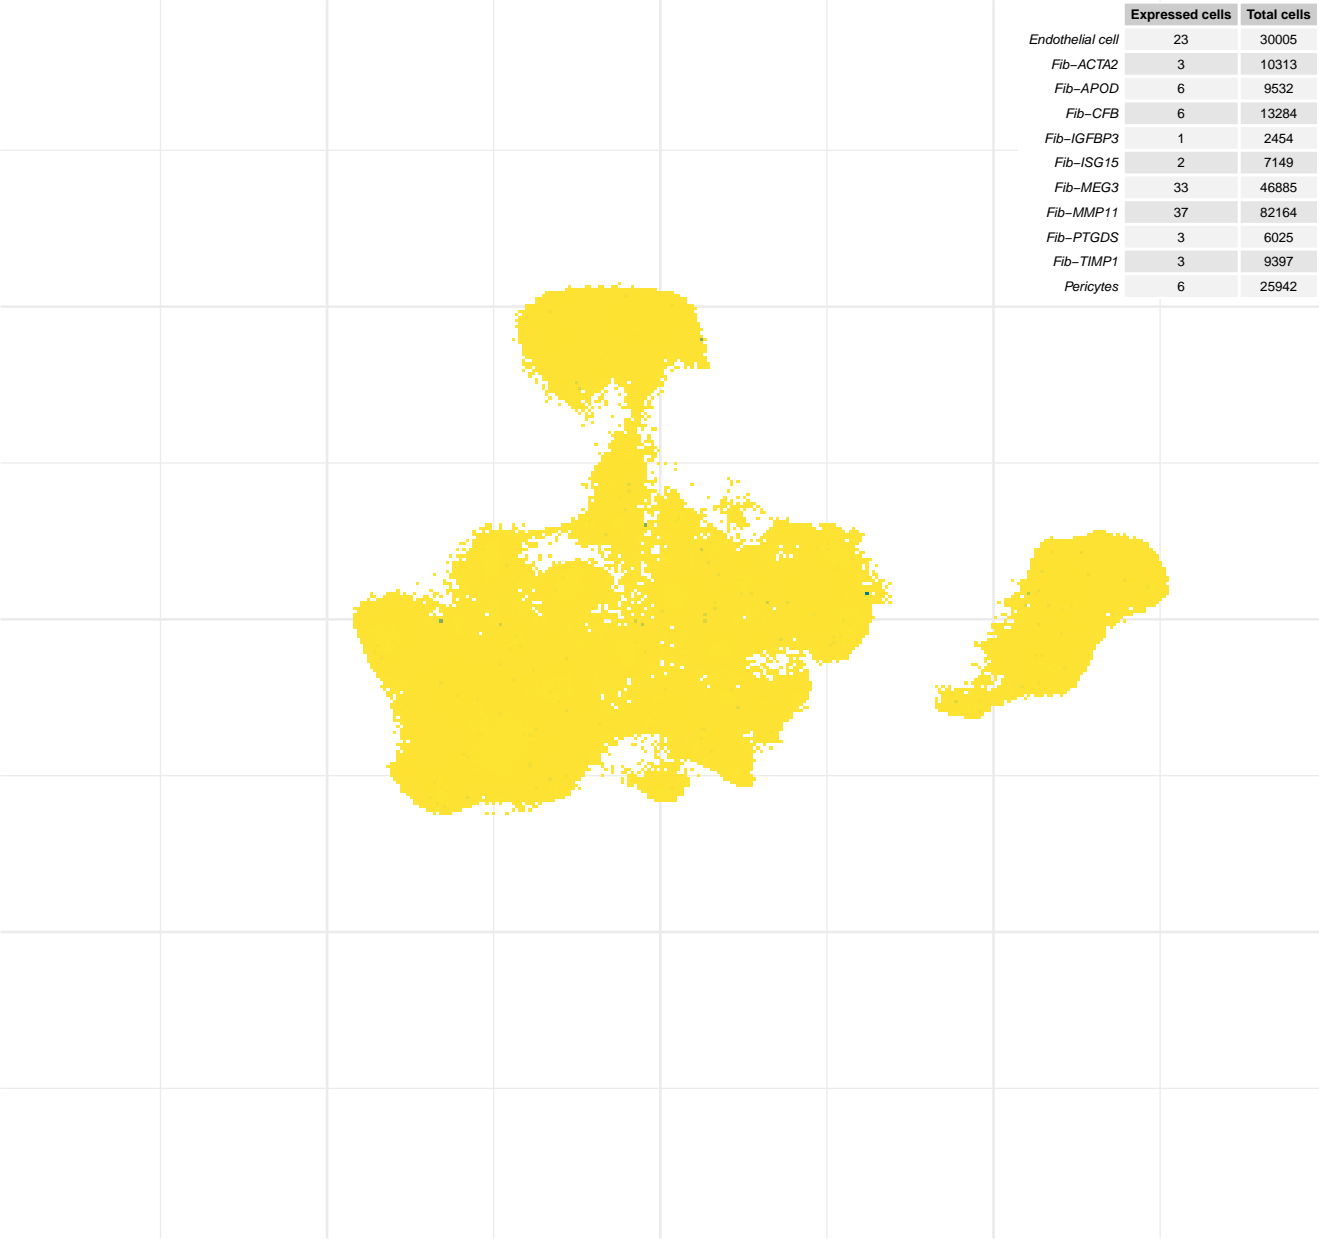 Expressed cells Total cells
Endothelial cell 23 30005
Fib−ACTA2 3 10313
Fib−APOD 6 9532
Fib−CFB 6 13284
Fib−IGFBP3 1 2454
Fib−ISG15 2 7149
Fib−MEG3 33 46885
Fib−MMP11 37 82164
Fib−PTGDS 3 6025
Fib−TIMP1 3 9397
Pericytes 6 25942